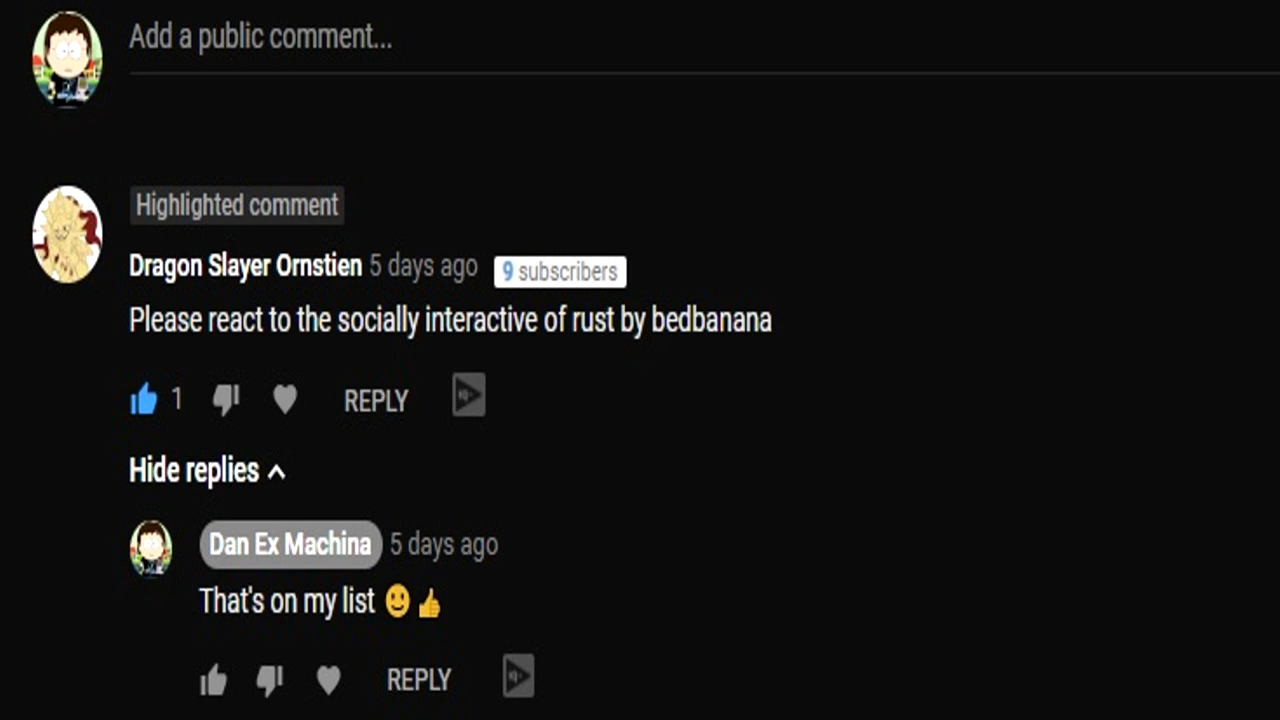 Add a public comment...
Highlighted comment
Dragon Slayer Ornstien 5 days ago 9 subscribers
Please react to the socially interactive of rust by bedbanana
1 REPLY
Hide replies
Dan Ex Machina 5 days ago
That's on my list 🙂👍
REPLY